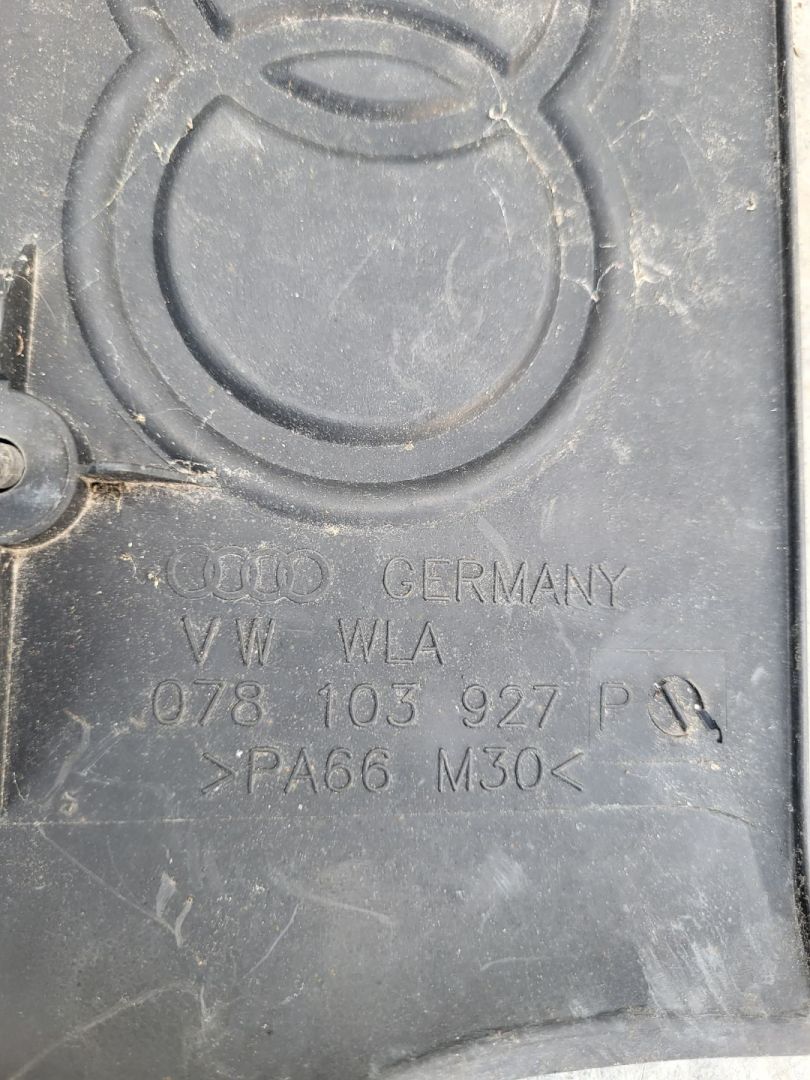 GERMANY
VW WLA
078 103 927 P
>PA66 M30<